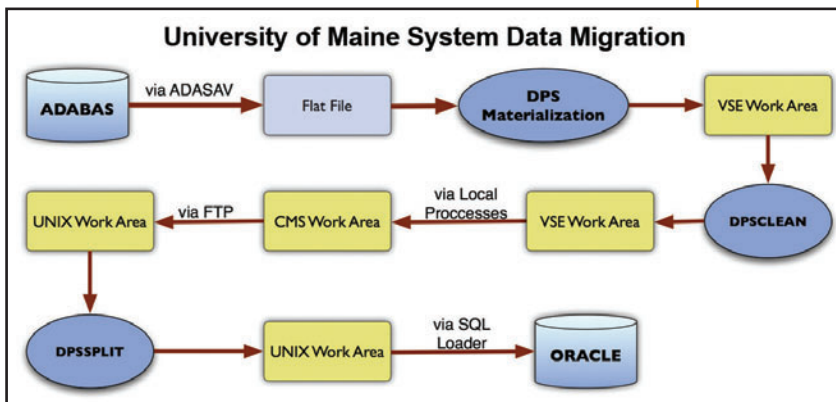 University of Maine System Data Migration
ADABAS
via ADASAV
Flat File
DPS
Materialization
VSE Work Area
DPSCLEAN
VSE Work Area
via Local
Proccesses
CMS Work Area
via FTP
UNIX Work Area
DPSSPLIT
UNIX Work Area
via SQL
Loader
ORACLE